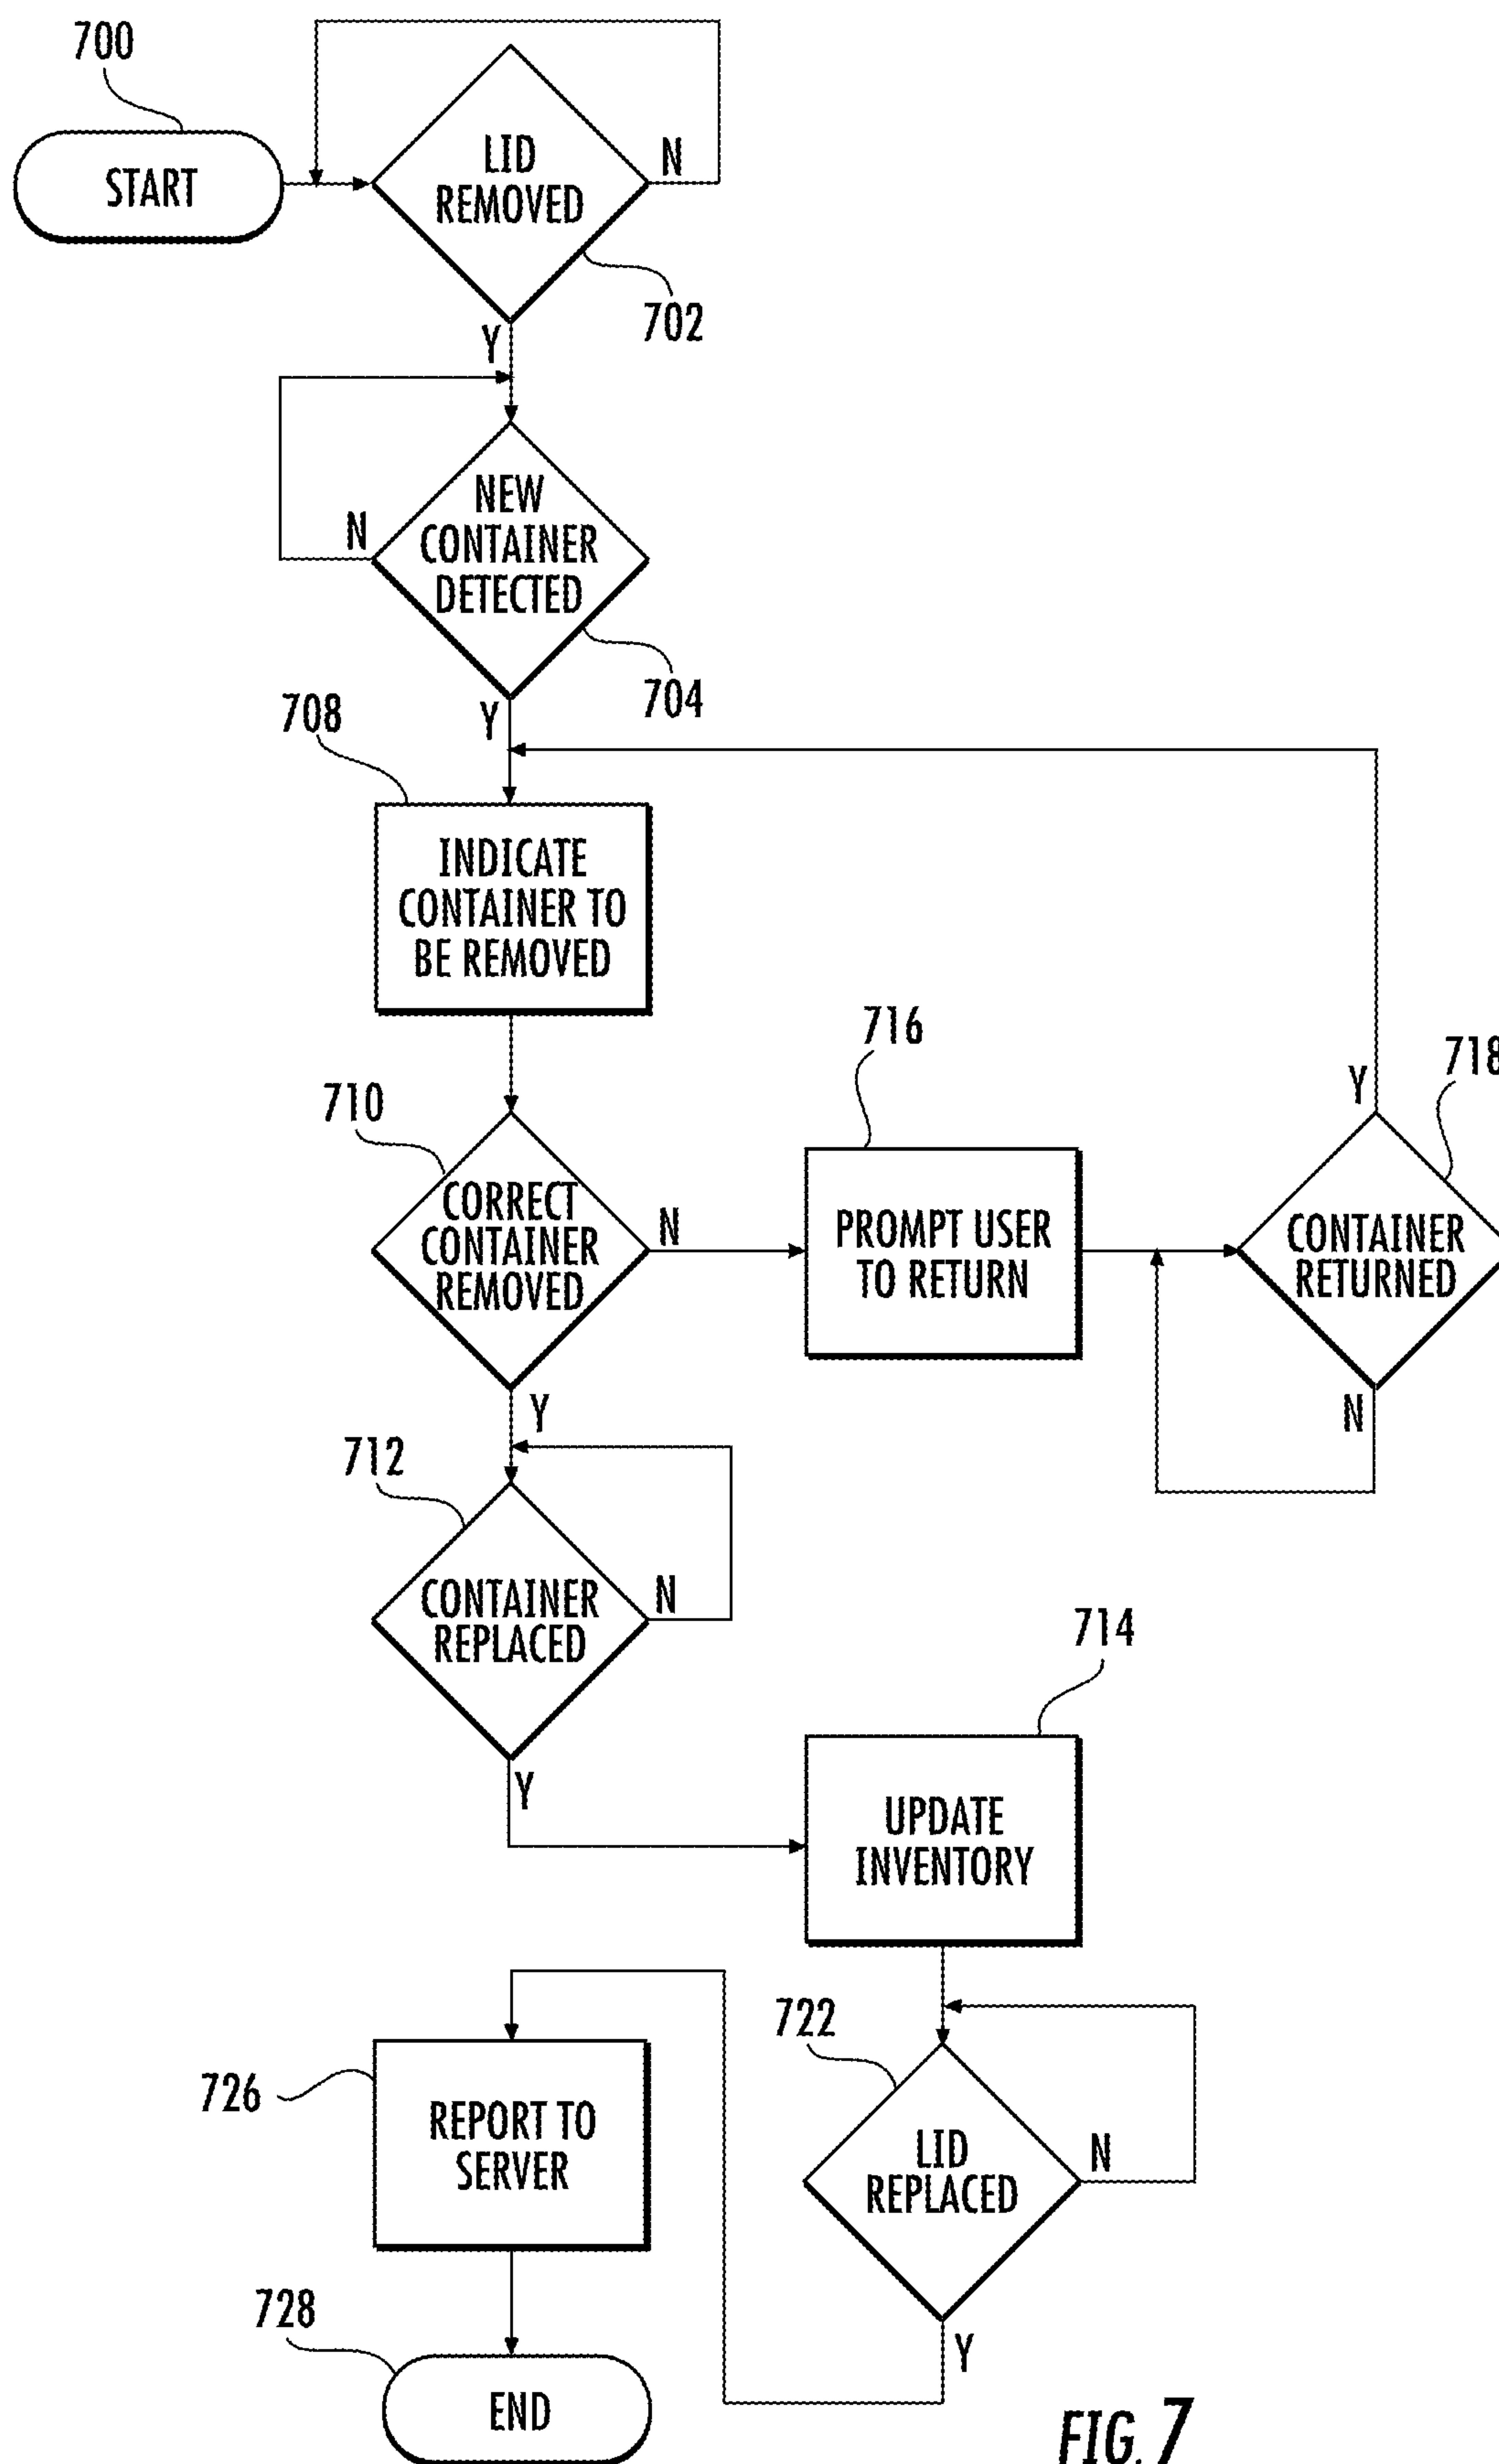 700
START
LID
REMOVED
N
702
Y
NEW
CONTAINER
DETECTED
N
704
Y
708
INDICATE
CONTAINER TO
BE REMOVED
710
CORRECT
CONTAINER
REMOVED
N
716
PROMPT USER
TO RETURN
718
Y
CONTAINER
RETURNED
N
Y
712
CONTAINER
REPLACED
N
Y
714
UPDATE
INVENTORY
722
LID
REPLACED
N
Y
726
REPORT TO
SERVER
728
END
FIG. 7